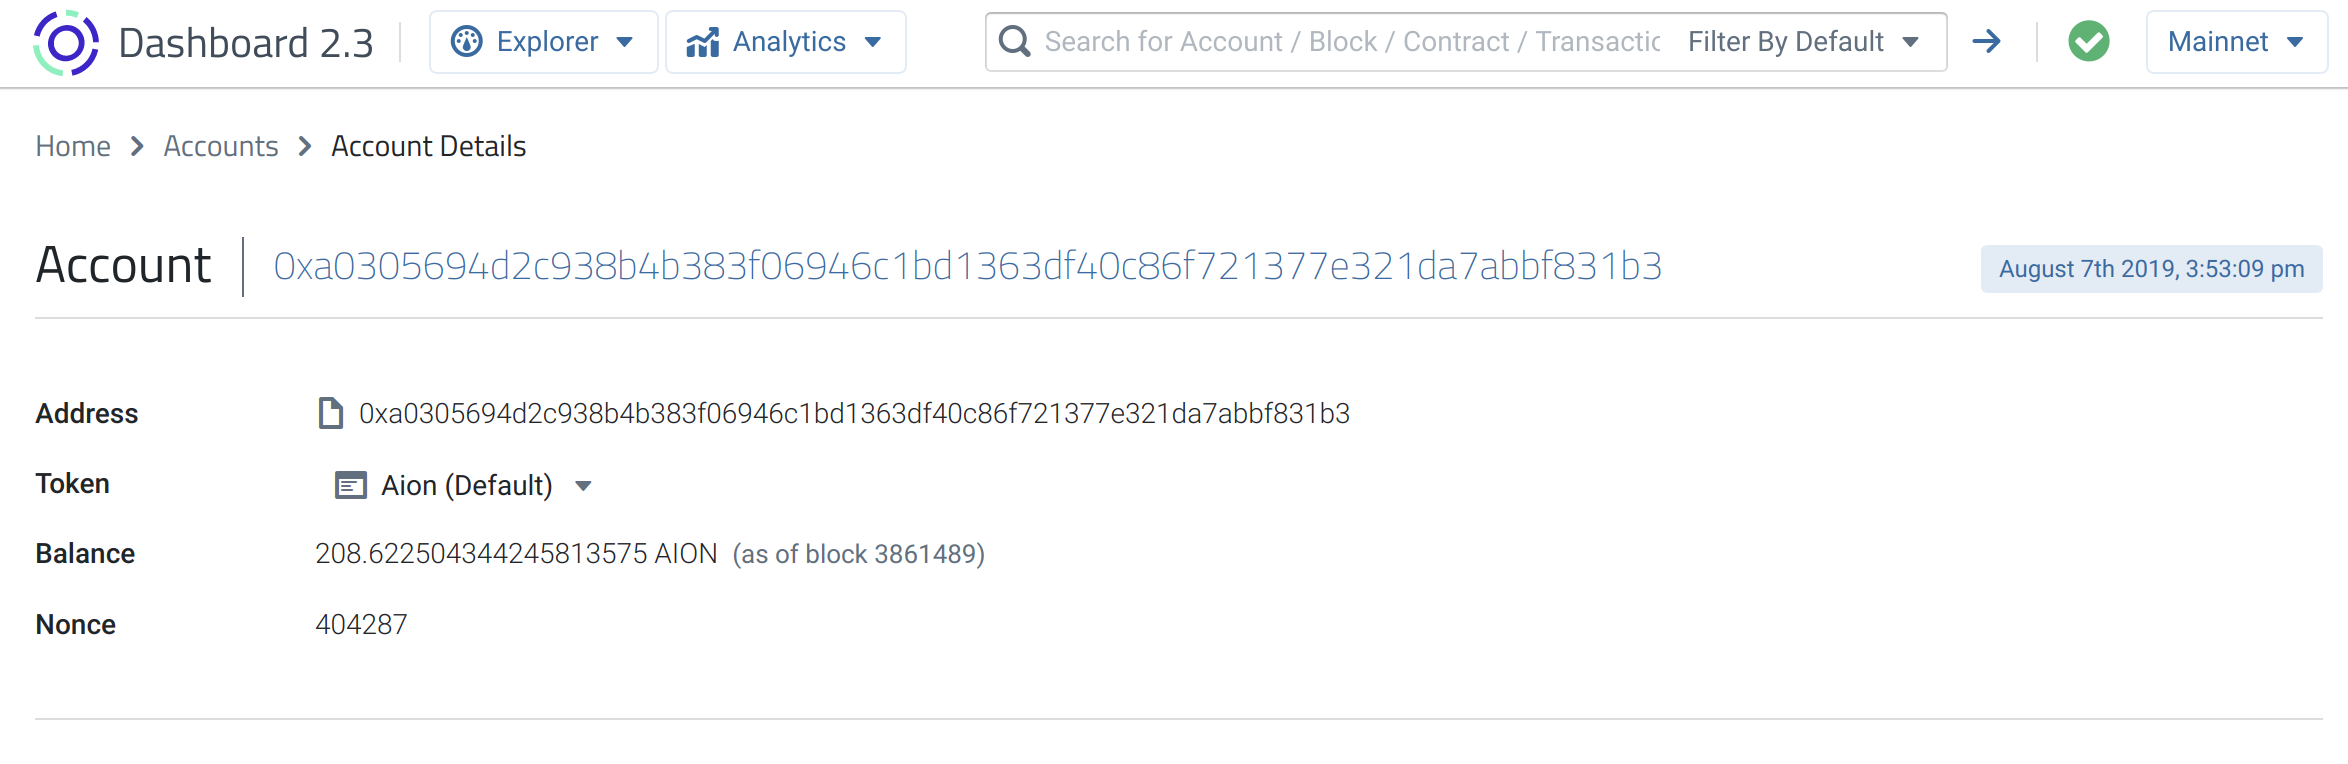 Dashboard 2.3 Explorer Analytics Search for Account / Block / Contract / Transactic Filter By Default Mainnet
Home > Accounts > Account Details
Account 0xa0305694d2c938b4b383f06946c1bd1363df40c86f721377e321da7abbf831b3 August 7th 2019, 3:53:09 pm
Address 0xa0305694d2c938b4b383f06946c1bd1363df40c86f721377e321da7abbf831b3
Token Aion (Default)
Balance 208.622504344245813575 AION (as of block 3861489)
Nonce 404287